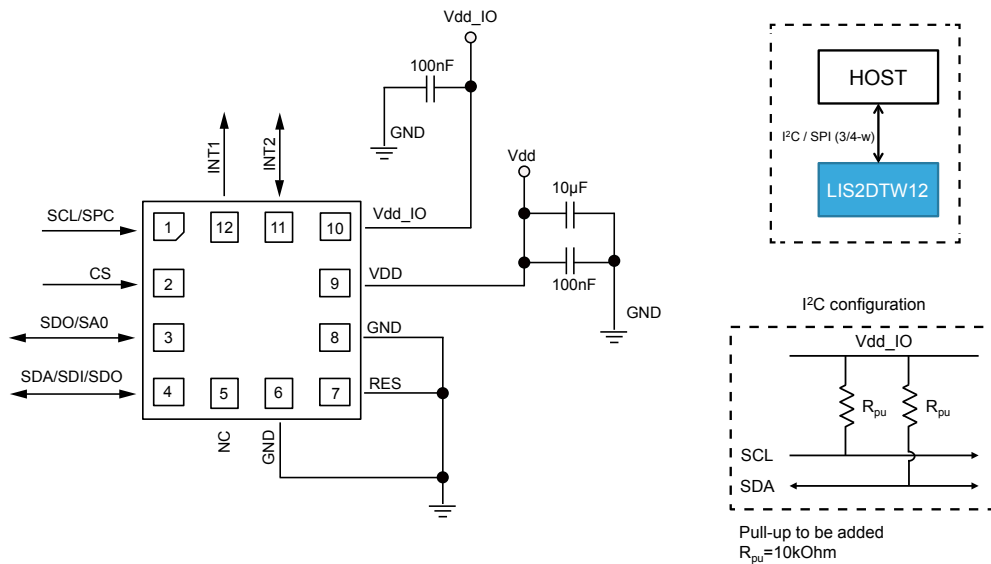 Vdd_IO
100nF
GND
INT1
INT2
Vdd
10µF
100nF
GND
SCL/SPC
CS
SDO/SA0
SDA/SDI/SDO
1
12
11
10
2
9
3
8
4
5
6
7
Vdd_IO
VDD
GND
RES
NC
GND
HOST
I²C / SPI (3/4-w)
LIS2DTW12
I²C configuration
Vdd_IO
Rpu
Rpu
SCL
SDA
Pull-up to be added
Rpu=10kOhm